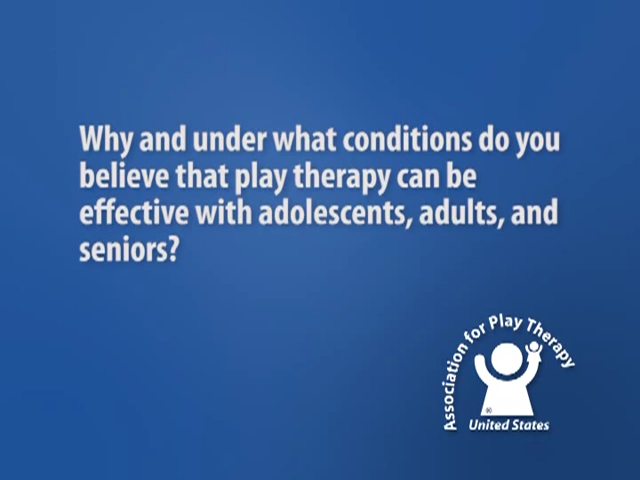 Why and under what conditions do you
believe that play therapy can be
effective with adolescents, adults, and
seniors?
Association for Play Therapy
®
United States